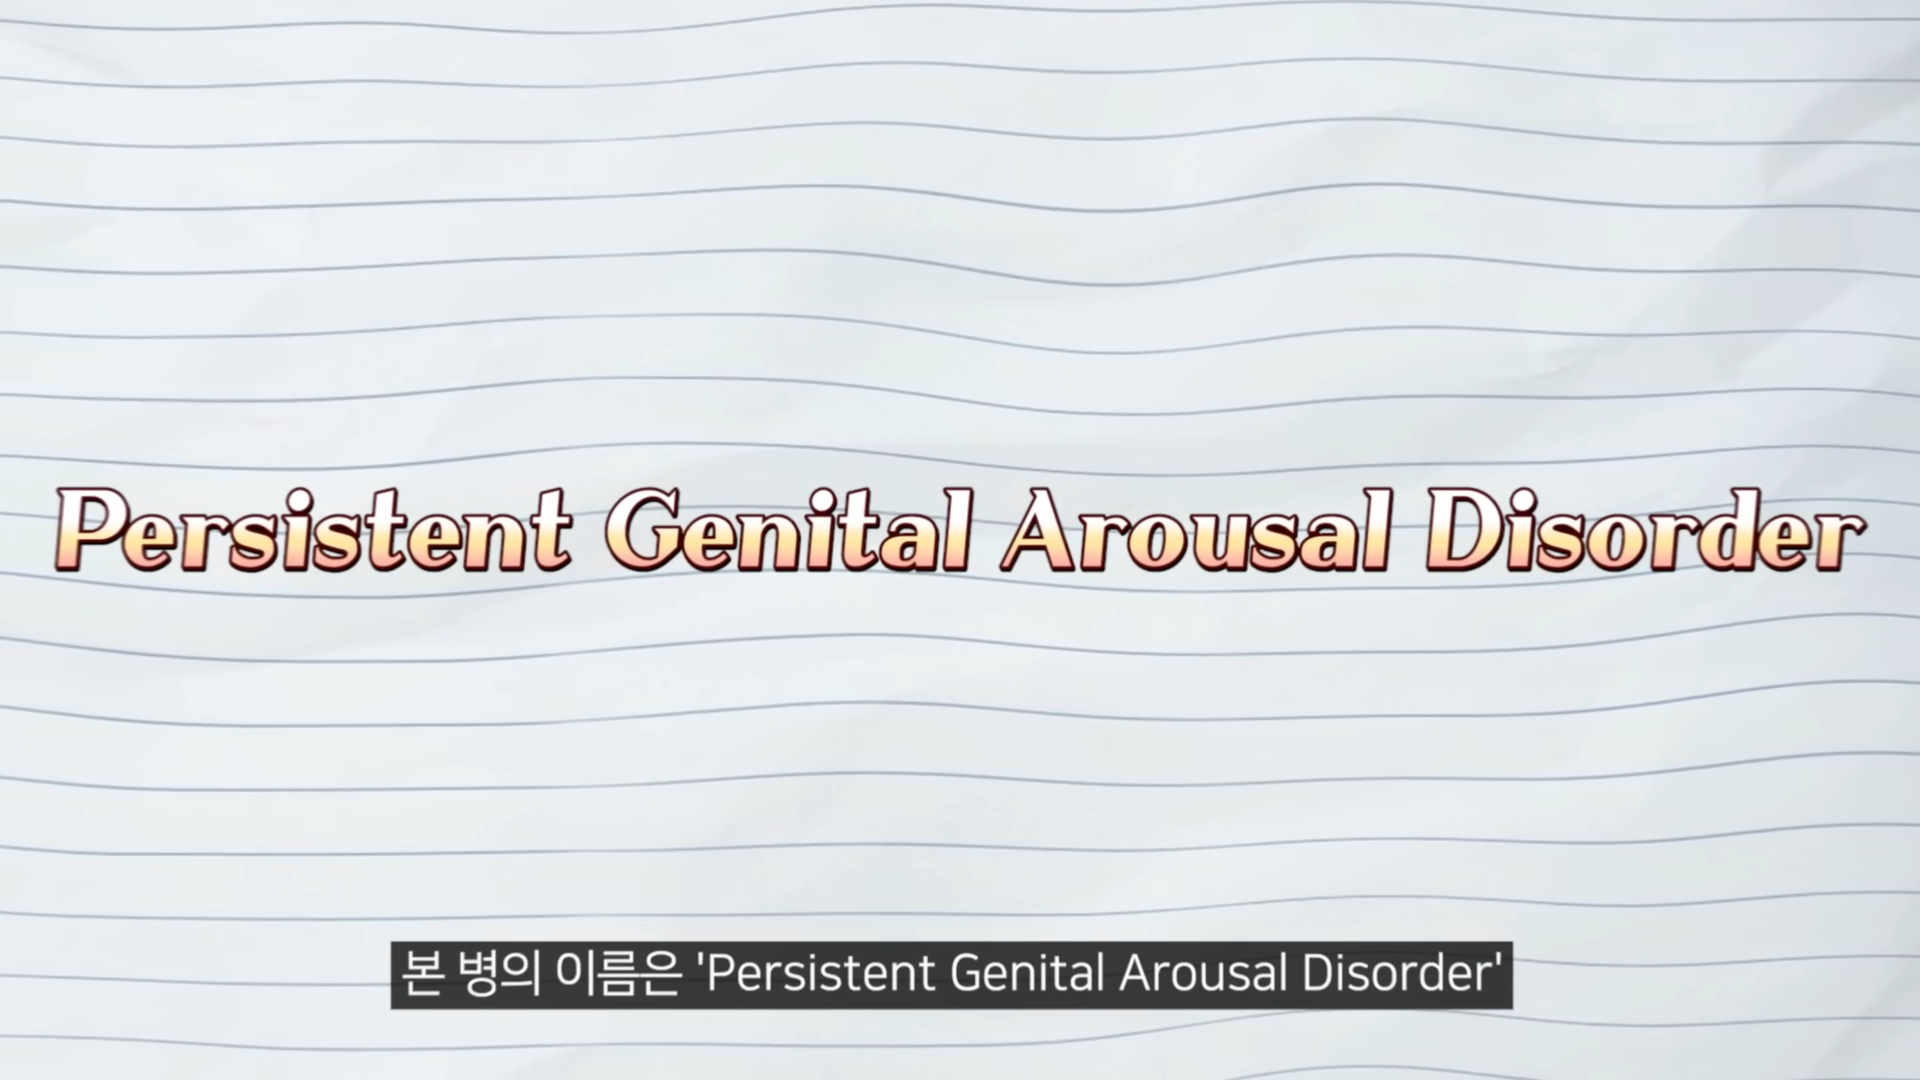 Persistent Genital Arousal Disorder
본 병의 이름은 'Persistent Genital Arousal Disorder'